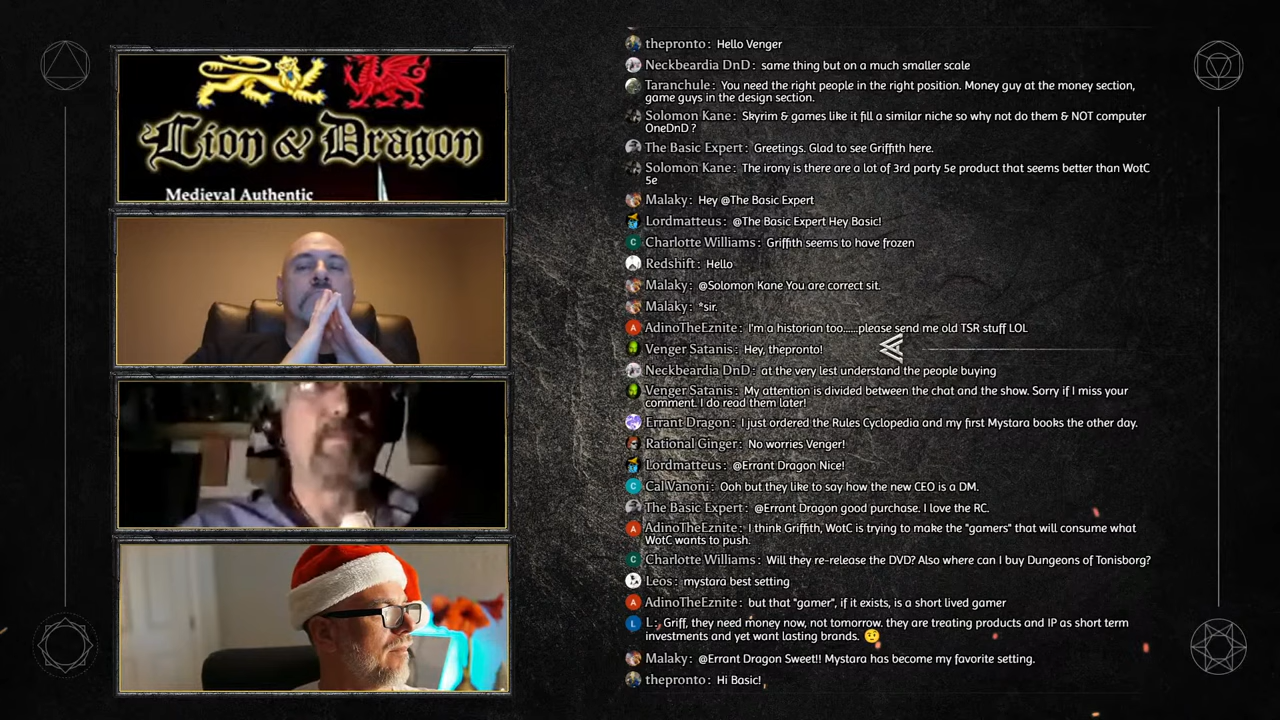 Lion & Dragon
Medieval Authentic
thepronto: Hello Venger
Neckbeardia DnD: same thing but on a much smaller scale
Taranchule: You need the right people in the right position. Money guy at the money section,
game guys in the design section.
Solomon Kane: Skyrim & games like it fill a similar niche so why not do them & NOT computer
OneDnD ?
The Basic Expert: Greetings. Glad to see Griffith here.
Solomon Kane: The irony is there are a lot of 3rd party 5e product that seems better than WotC
5e
Malaky: Hey @The Basic Expert
Lordmatteus: @The Basic Expert Hey Basic!
C Charlotte Williams: Griffith seems to have frozen
Redshift: Hello
Malaky: @Solomon Kane You are correct sit.
Malaky: *sir.
A AdinoTheEznite: I'm a historian too......please send me old TSR stuff LOL
Venger Satanis: Hey, thepronto!
Neckbeardia DnD: at the very lest understand the people buying
Venger Satanis: My attention is divided between the chat and the show. Sorry if I miss your
comment. I do read them later!
Errant Dragon: I just ordered the Rules Cyclopedia and my first Mystara books the other day.
Rational Ginger: No worries Venger!
Lordmatteus: @Errant Dragon Nice!
C Cal Vanoni: Ooh but they like to say how the new CEO is a DM.
The Basic Expert: @Errant Dragon good purchase. I love the RC.
A AdinoTheEznite: I think Griffith, WotC is trying to make the "gamers" that will consume what
WotC wants to push.
C Charlotte Williams: Will they re-release the DVD? Also where can I buy Dungeons of Tonisborg?
Leos: mystara best setting
A AdinoTheEznite: but that "gamer", if it exists, is a short lived gamer
L L: Griff, they need money now, not tomorrow. they are treating products and IP as short term
investments and yet want lasting brands. 🤨
Malaky: @Errant Dragon Sweet!! Mystara has become my favorite setting.
thepronto: Hi Basic!